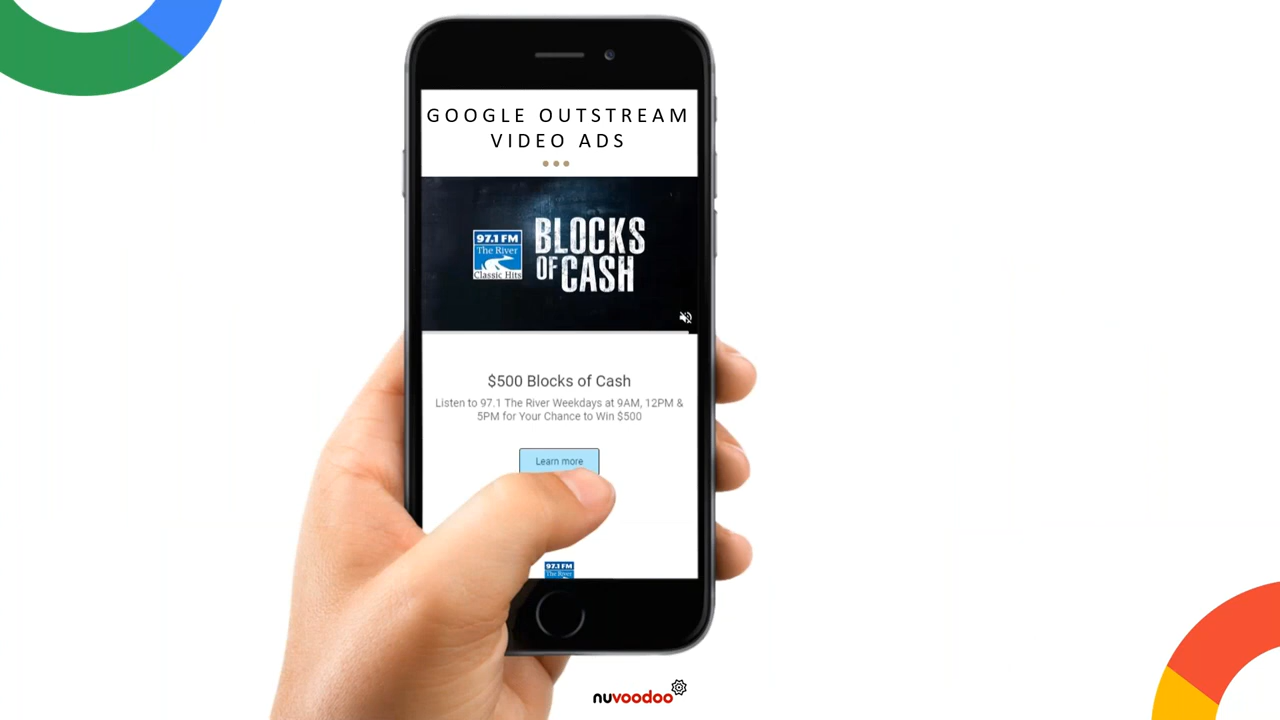 GOOGLE OUTSTREAM
VIDEO ADS
97.1 FM
The River
Classic Hits
BLOCKS
OF CASH
$500 Blocks of Cash
Listen to 97.1 The River Weekdays at 9AM, 12PM &
5PM for Your Chance to Win $500
Learn more
97.1 FM
The River
nuvoodoo